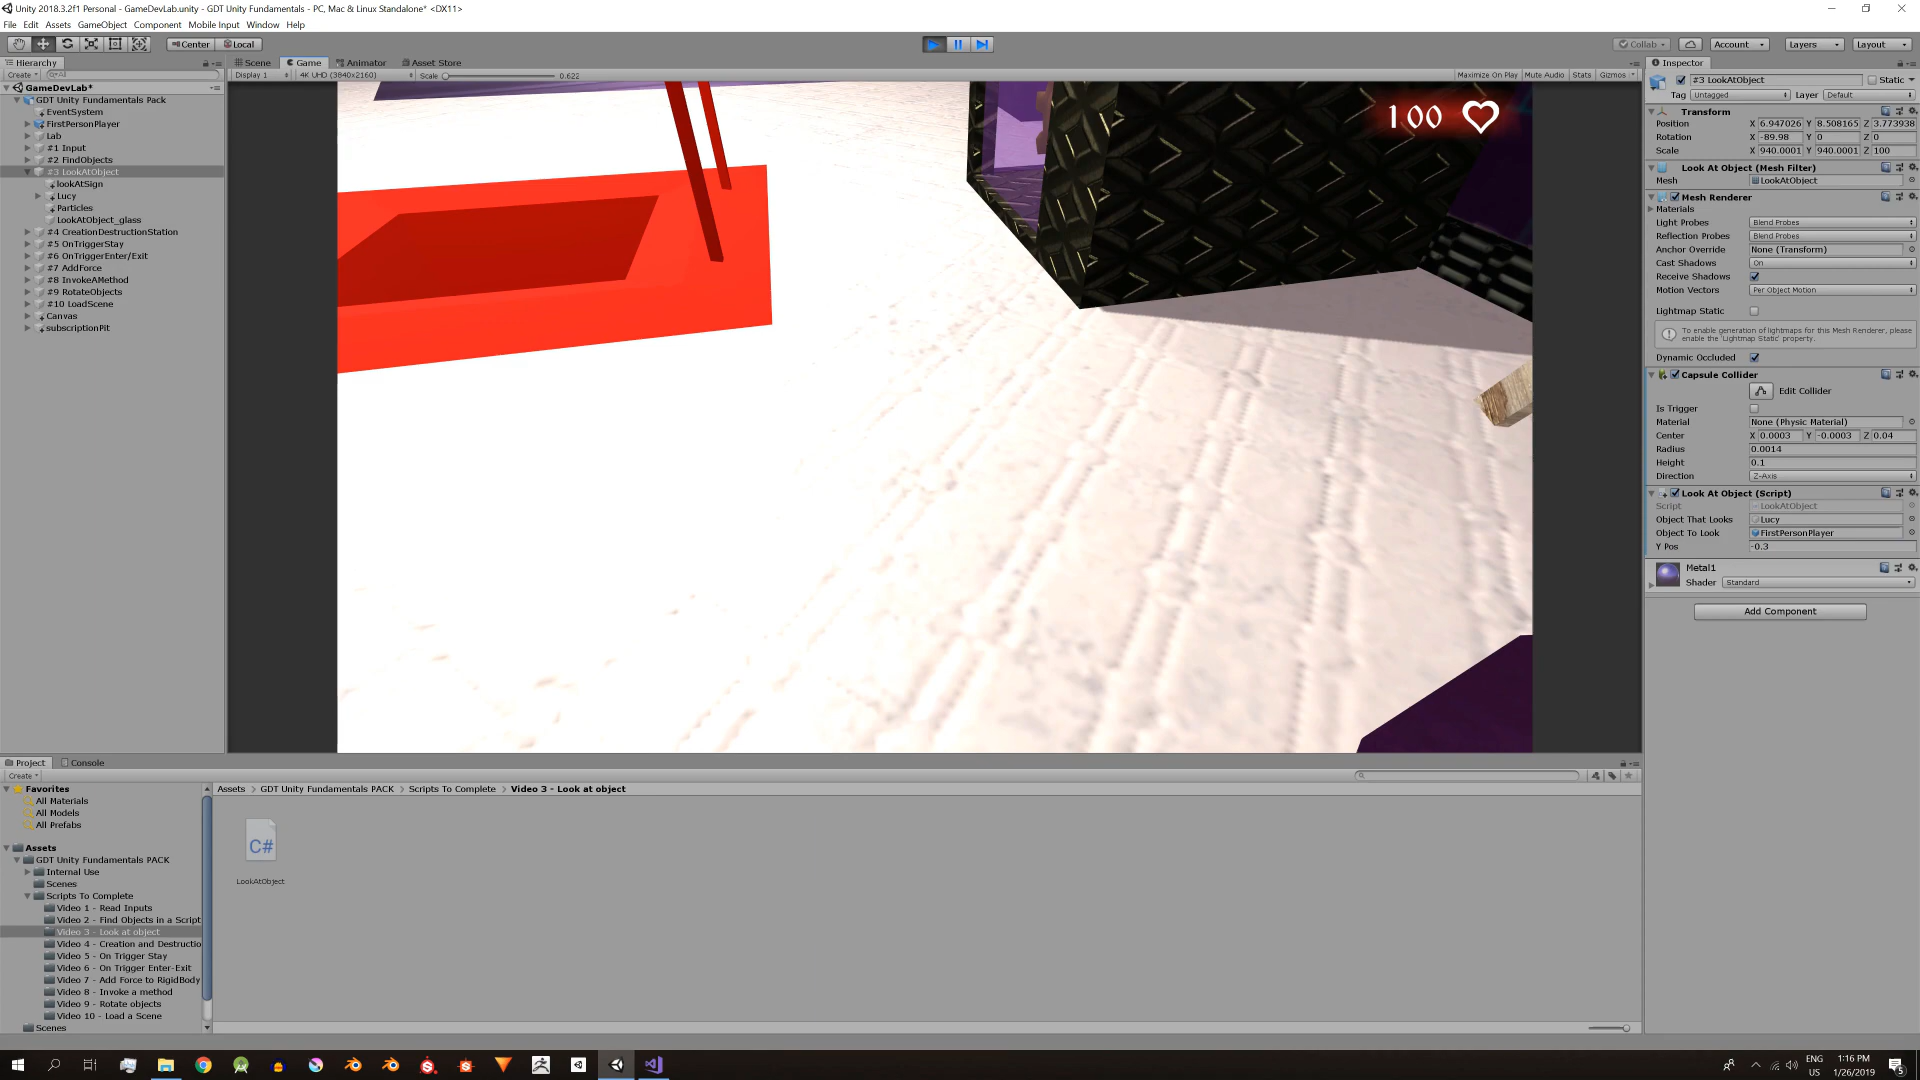 Unity 2018.3.2f1 Personal - GameDevLab.unity - GDT Unity Fundamentals - PC, Mac & Linux Standalone* <DX11>
File Edit Assets GameObject Component Mobile Input Window Help
Center Local
Collab Account Layers Layout
Hierarchy
Create All
GameDevLab*
GDT Unity Fundamentals Pack
EventSystem
FirstPersonPlayer
Lab
#1 Input
#2 FindObjects
#3 LookAtObject
lookAtSign
Lucy
Particles
LookAtObject_glass
#4 CreationDestructionStation
#5 OnTriggerStay
#6 OnTriggerEnter/Exit
#7 AddForce
#8 InvokeAMethod
#9 RotateObjects
#10 LoadScene
Canvas
subscriptionPit
Scene Game Animator Asset Store
Display 1 4K UHD (3840x2160) Scale 0.622 Maximize On Play Mute Audio Stats Gizmos
100
Inspector
#3 LookAtObject Static
Tag Untagged Layer Default
Transform
Position X 6.947026 Y 8.508165 Z 3.773938
Rotation X -89.98 Y 0 Z 0
Scale X 940.0001 Y 940.0001 Z 100
Look At Object (Mesh Filter)
Mesh LookAtObject
Mesh Renderer
Materials
Light Probes Blend Probes
Reflection Probes Blend Probes
Anchor Override None (Transform)
Cast Shadows On
Receive Shadows
Motion Vectors Per Object Motion
Lightmap Static
To enable generation of lightmaps for this Mesh Renderer, please
enable the 'Lightmap Static' property.
Dynamic Occluded
Capsule Collider
Edit Collider
Is Trigger
Material None (Physic Material)
Center X 0.0003 Y -0.0003 Z 0.04
Radius 0.0014
Height 0.1
Direction Z-Axis
Look At Object (Script)
Script LookAtObject
Object That Looks Lucy
Object To Look FirstPersonPlayer
Y Pos -0.3
Metal1
Shader Standard
Add Component
Project Console
Create
Favorites
All Materials
All Models
All Prefabs
Assets
GDT Unity Fundamentals PACK
Internal Use
Scenes
Scripts To Complete
Video 1 - Read Inputs
Video 2 - Find Objects in a Script
Video 3 - Look at object
Video 4 - Creation and Destructio
Video 5 - On Trigger Stay
Video 6 - On Trigger Enter-Exit
Video 7 - Add Force to RigidBody
Video 8 - Invoke a method
Video 9 - Rotate objects
Video 10 - Load a Scene
Scenes
Assets > GDT Unity Fundamentals PACK > Scripts To Complete > Video 3 - Look at object
C#
LookAtObject
ENG
US
1:16 PM
1/26/2019
5